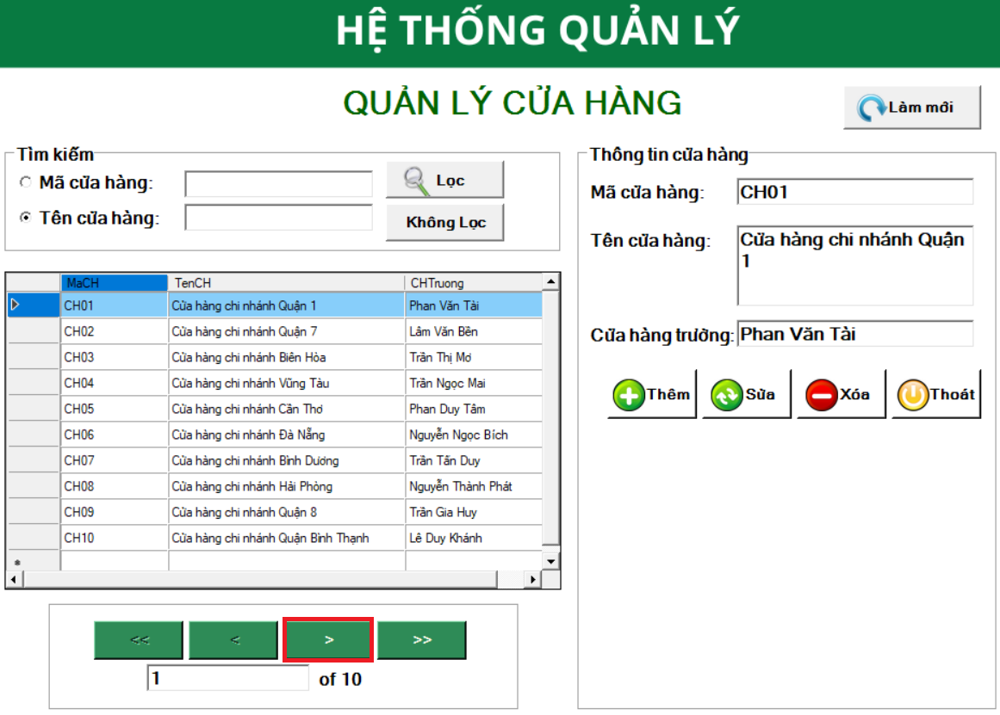 HỆ THỐNG QUẢN LÝ
QUẢN LÝ CỬA HÀNG
Làm mới
Tìm kiếm
Mã cửa hàng:
Lọc
Tên cửa hàng:
Không Lọc
MaCH TenCH CHTruong
CH01 Cửa hàng chi nhánh Quận 1 Phan Văn Tài
CH02 Cửa hàng chi nhánh Quận 7 Lâm Văn Bền
CH03 Cửa hàng chi nhánh Biên Hòa Trần Thị Mơ
CH04 Cửa hàng chi nhánh Vũng Tàu Trần Ngọc Mai
CH05 Cửa hàng chi nhánh Cần Thơ Phan Duy Tâm
CH06 Cửa hàng chi nhánh Đà Nẵng Nguyễn Ngọc Bích
CH07 Cửa hàng chi nhánh Bình Dương Trần Tấn Duy
CH08 Cửa hàng chi nhánh Hải Phòng Nguyễn Thành Phát
CH09 Cửa hàng chi nhánh Quận 8 Trần Gia Huy
CH10 Cửa hàng chi nhánh Quận Bình Thạnh Lê Duy Khánh
*
<< < > >>
1 of 10
Thông tin cửa hàng
Mã cửa hàng: CH01
Tên cửa hàng: Cửa hàng chi nhánh Quận
1
Cửa hàng trưởng: Phan Văn Tài
Thêm Sửa Xóa Thoát